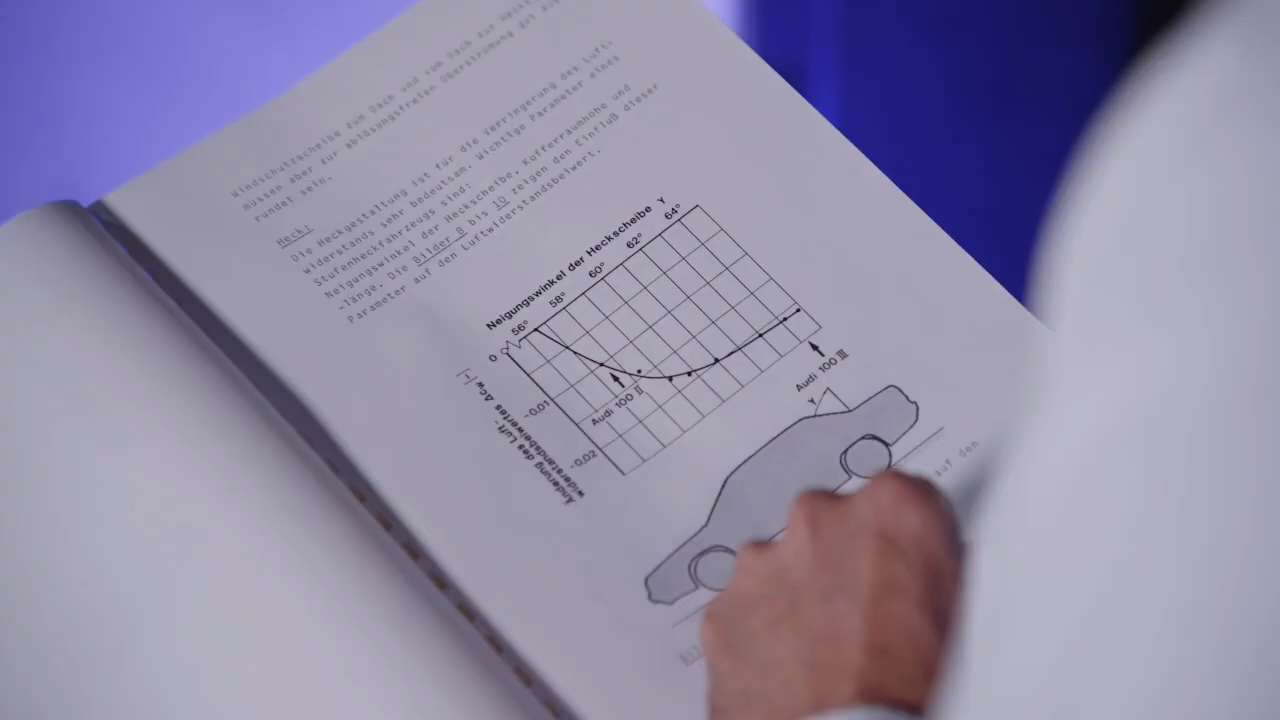 Windschutzscheibe zum Dach und vom Dach zur
müssen aber zur ablösungsfreien Überströmung gut
rundet sein.
Heck:
Die Heckgestaltung ist für die Verringerung des Luft-
widerstands sehr bedeutsam. Wichtige Parameter eines
Stufenheckfahrzeugs sind:
Neigungswinkel der Heckscheibe, Kofferraumhöhe und
-länge. Die Bilder 8 bis 10 zeigen den Einfluß dieser
Parameter auf den Luftwiderstandsbeiwert.
Neigungswinkel der Heckscheibe γ
56° 58° 60° 62° 64°
0
-0.01
-0.02
Änderung des Luft-
widerstandsbeiwertes Δcw [-]
Audi 100 II
Audi 100 III
γ
auf den